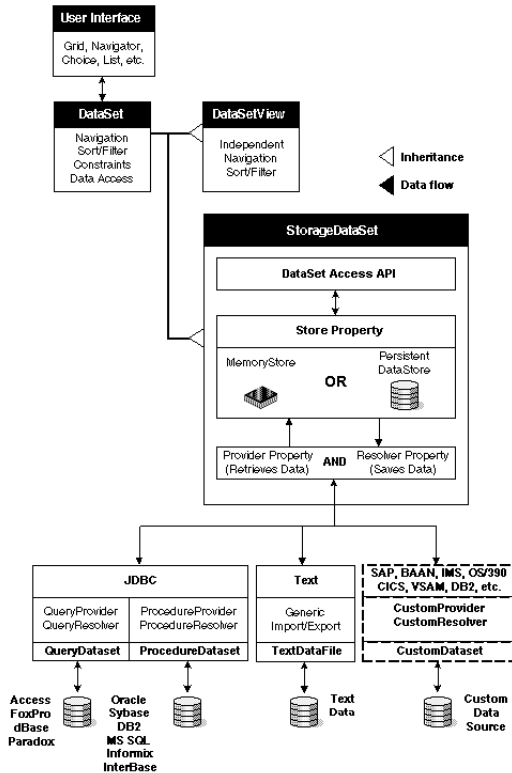 User Interface
Grid, Navigator,
Choice, List, etc.
DataSet
Navigation
Sort/Filter
Constraints
Data Access
DataSetView
Independent
Navigation
Sort/Filter
Inheritance
Data flow
StorageDataSet
DataSet Access API
Store Property
MemoryStore
OR
Persistent
DataStore
Provider Property
(Retrieves Data)
AND
Resolver Property
(Saves Data)
JDBC
QueryProvider
QueryResolver
QueryDataset
ProcedureProvider
ProcedureResolver
ProcedureDataset
Text
Generic
Import/Export
TextDataFile
SAP, BAAN, IMS, OS/390
CICS, VSAM, DB2, etc.
CustomProvider
CustomResolver
CustomDataset
Access
FoxPro
dBase
Paradox
Oracle
Sybase
DB2
MS SQL
Informix
InterBase
Text
Data
Custom
Data
Source